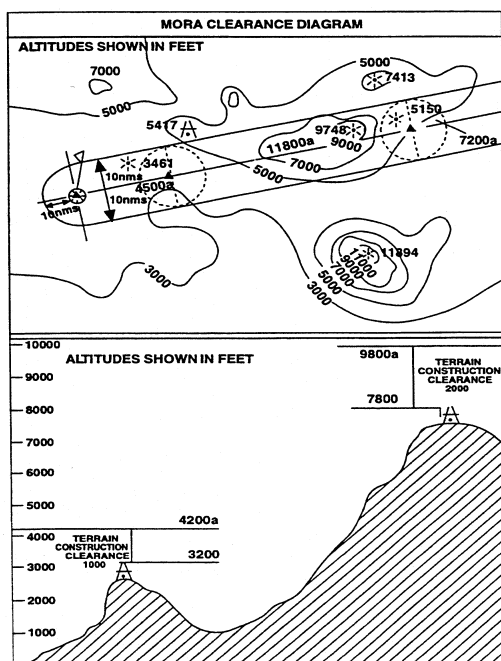 MORA CLEARANCE DIAGRAM
ALTITUDES SHOWN IN FEET
7000
5000
5000
7413
5417
5150
9748
11800a
9000
7000
7200a
3461
5000
4500a
10nms
10nms
10nms
3000
11894
11000
9000
7000
5000
3000
10000
ALTITUDES SHOWN IN FEET
9800a
TERRAIN
CONSTRUCTION
CLEARANCE
2000
9000
7800
8000
7000
6000
5000
4200a
4000
TERRAIN
CONSTRUCTION
CLEARANCE
1000
3200
3000
2000
1000